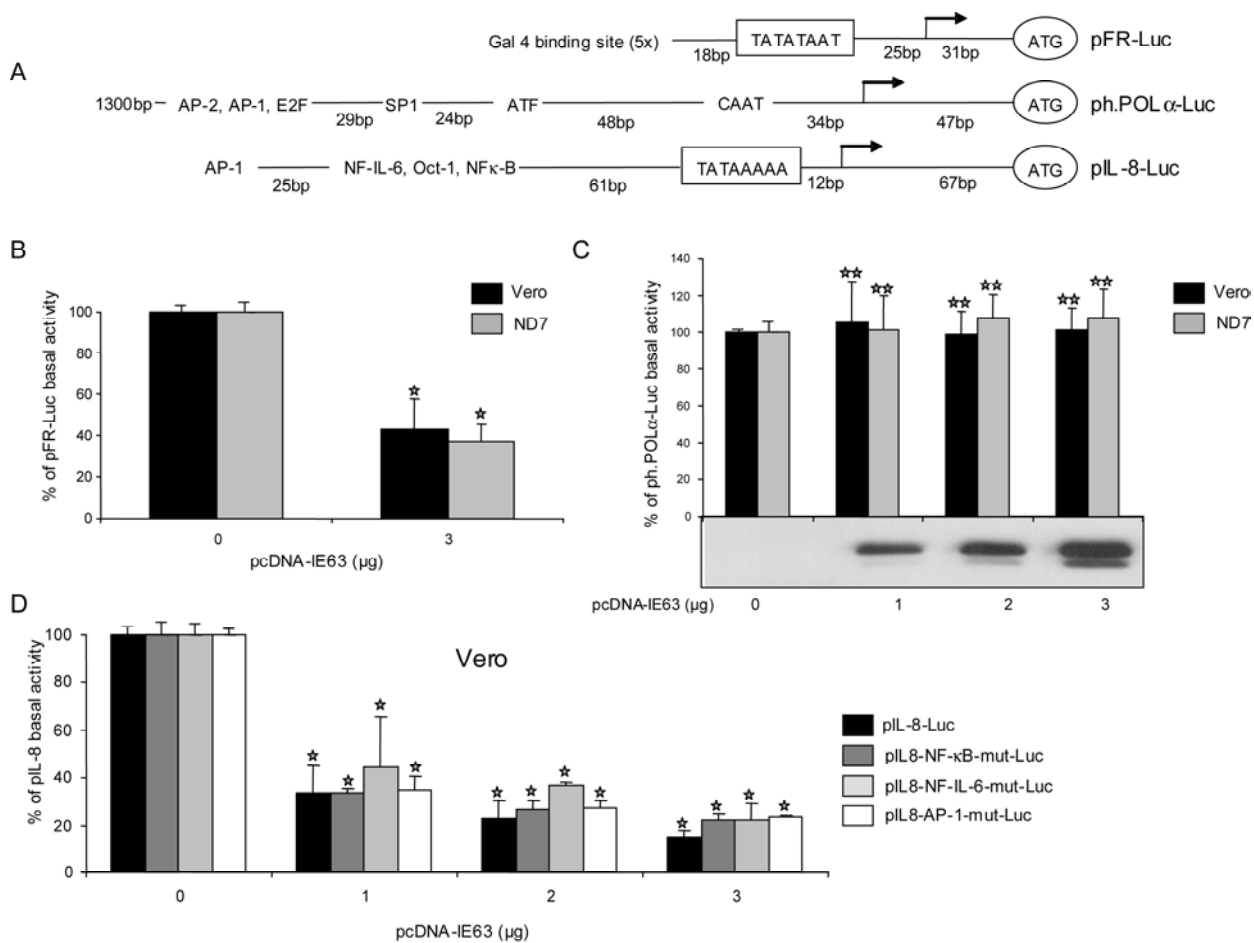 A
Gal 4 binding site (5x) 18bp TATATAAT 25bp 31bp ATG pFR-Luc
1300bp AP-2, AP-1, E2F 29bp SP1 24bp ATF 48bp CAAT 34bp 47bp ATG ph.POLα-Luc
AP-1 25bp NF-IL-6, Oct-1, NFκ-B 61bp TATAAAAA 12bp 67bp ATG pIL-8-Luc
B
% of pFR-Luc basal activity
100
80
60
40
20
0
0 3
pcDNA-IE63 (µg)
Vero
ND7
C
% of ph.POLα-Luc basal activity
140
120
100
80
60
40
20
0
Vero
ND7
pcDNA-IE63 (µg) 0 1 2 3
D
% of pIL-8 basal activity
100
80
60
40
20
0
Vero
0 1 2 3
pcDNA-IE63 (µg)
pIL-8-Luc
pIL8-NF-κB-mut-Luc
pIL8-NF-IL-6-mut-Luc
pIL8-AP-1-mut-Luc